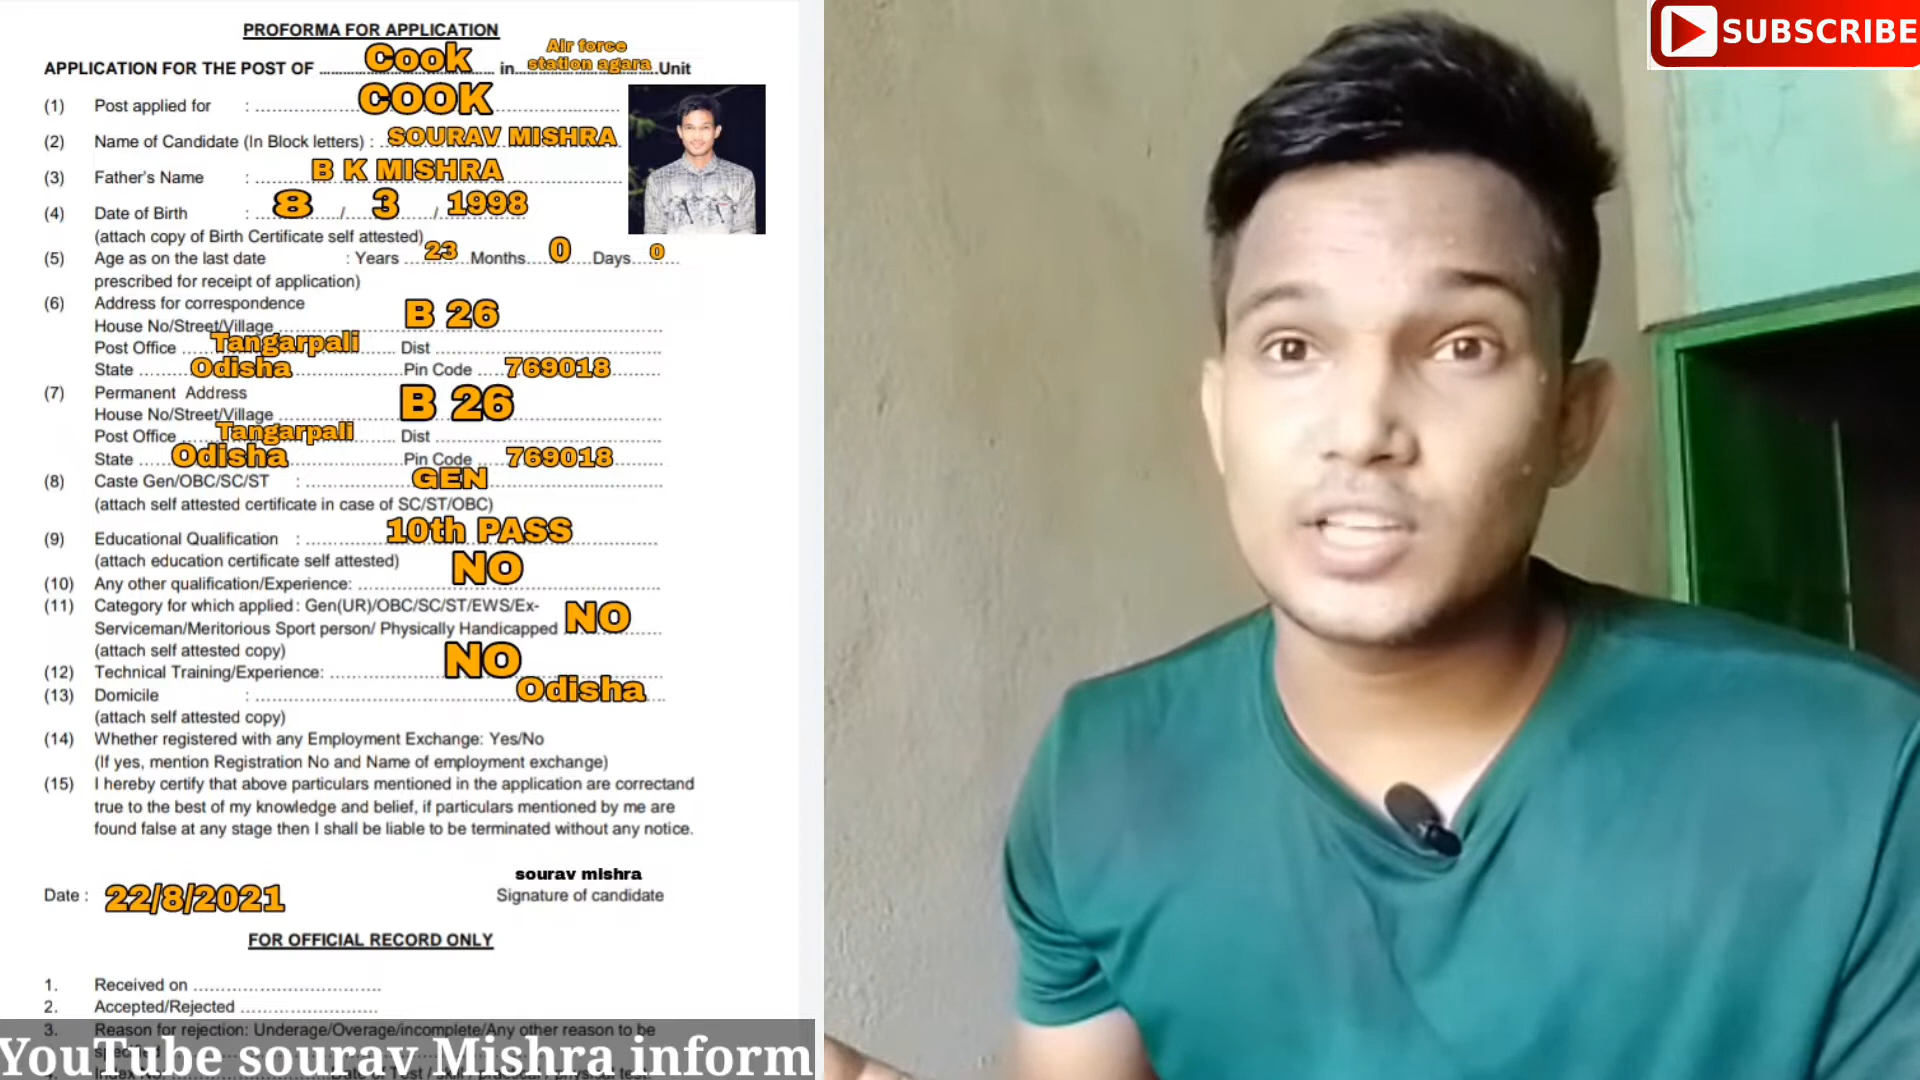 SUBSCRIBE
PROFORMA FOR APPLICATION
APPLICATION FOR THE POST OF Cook in Air force station agara Unit
(1) Post applied for : COOK
(2) Name of Candidate (In Block letters) : SOURAV MISHRA
(3) Father's Name : B K MISHRA
(4) Date of Birth : 8 / 3 / 1998
(attach copy of Birth Certificate self attested)
(5) Age as on the last date : Years 23 Months 0 Days 0
prescribed for receipt of application)
(6) Address for correspondence
House No/Street/Village B 26
Post Office Tangarpali Dist
State Odisha Pin Code 769018
(7) Permanent Address
House No/Street/Village B 26
Post Office Tangarpali Dist
State Odisha Pin Code 769018
(8) Caste Gen/OBC/SC/ST : GEN
(attach self attested certificate in case of SC/ST/OBC)
(9) Educational Qualification : 10th PASS
(attach education certificate self attested)
(10) Any other qualification/Experience: NO
(11) Category for which applied : Gen(UR)/OBC/SC/ST/EWS/Ex-
Serviceman/Meritorious Sport person/ Physically Handicapped NO
(attach self attested copy)
(12) Technical Training/Experience: NO
(13) Domicile : Odisha
(attach self attested copy)
(14) Whether registered with any Employment Exchange: Yes/No
(If yes, mention Registration No and Name of employment exchange)
(15) I hereby certify that above particulars mentioned in the application are correctand
true to the best of my knowledge and belief, if particulars mentioned by me are
found false at any stage then I shall be liable to be terminated without any notice.
sourav mishra
Date : 22/8/2021 Signature of candidate
FOR OFFICIAL RECORD ONLY
1. Received on
2. Accepted/Rejected
3. Reason for rejection: Underage/Overage/incomplete/Any other reason to be
YouTube sourav Mishra inform